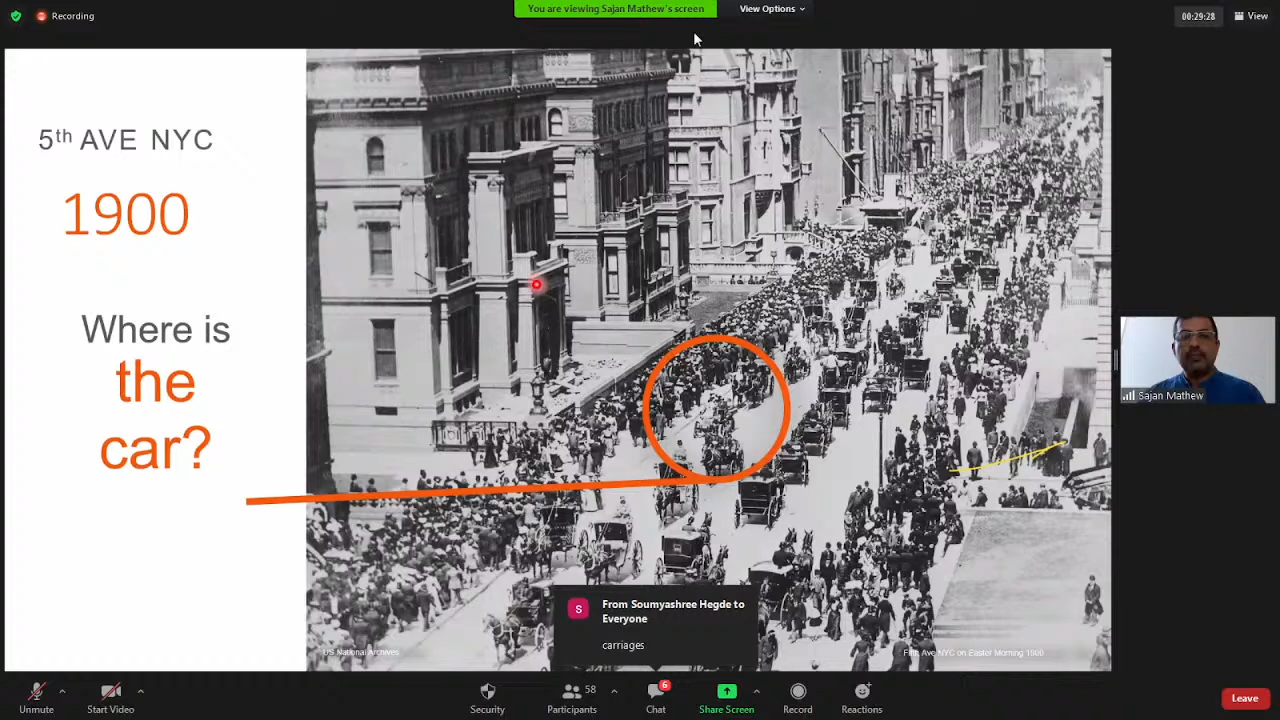 Recording
You are viewing Sajan Mathew's screen
View Options
00:29:28
View
5th AVE NYC
1900
Where is
the
car?
Sajan Mathew
S
From Soumyashree Hegde to
Everyone
carriages
US National Archives
Fifth Ave NYC on Easter Morning 1900
Unmute
Start Video
Security
58
Participants
6
Chat
Share Screen
Record
Reactions
Leave